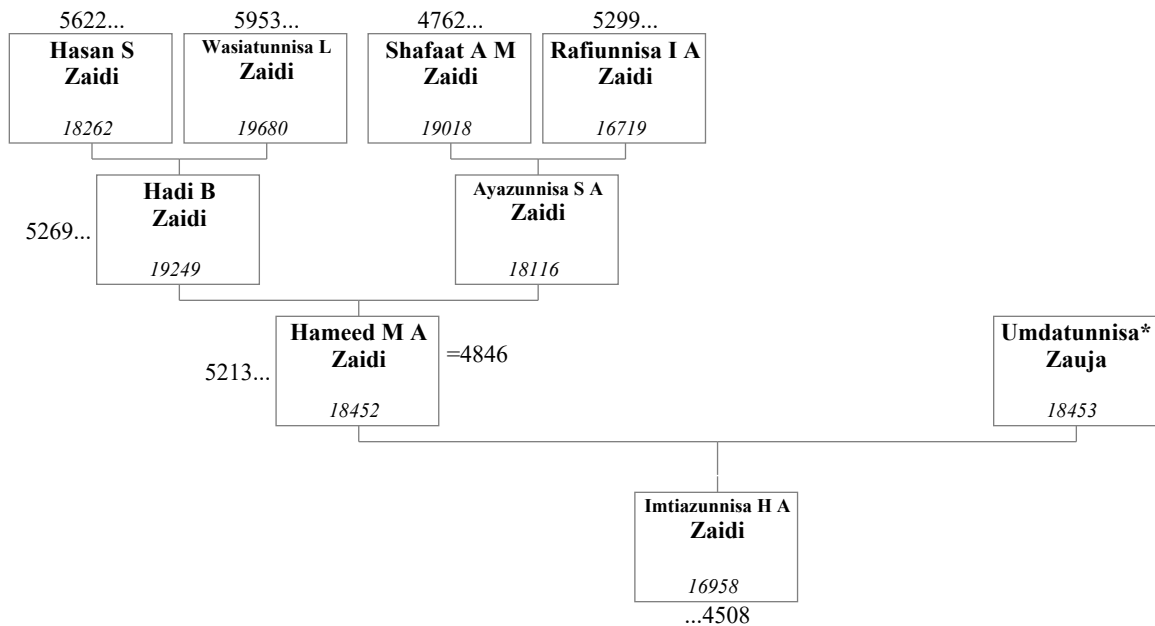 5622...
5953...
4762...
5299...
Hasan S
Zaidi
18262
Wasiatunnisa L
Zaidi
19680
Shafaat A M
Zaidi
19018
Rafiunnisa I A
Zaidi
16719
5269...
Hadi B
Zaidi
19249
Ayazunnisa S A
Zaidi
18116
5213...
Hameed M A
Zaidi
18452
=4846
Umdatunnisa*
Zauja
18453
Imtiazunnisa H A
Zaidi
16958
...4508